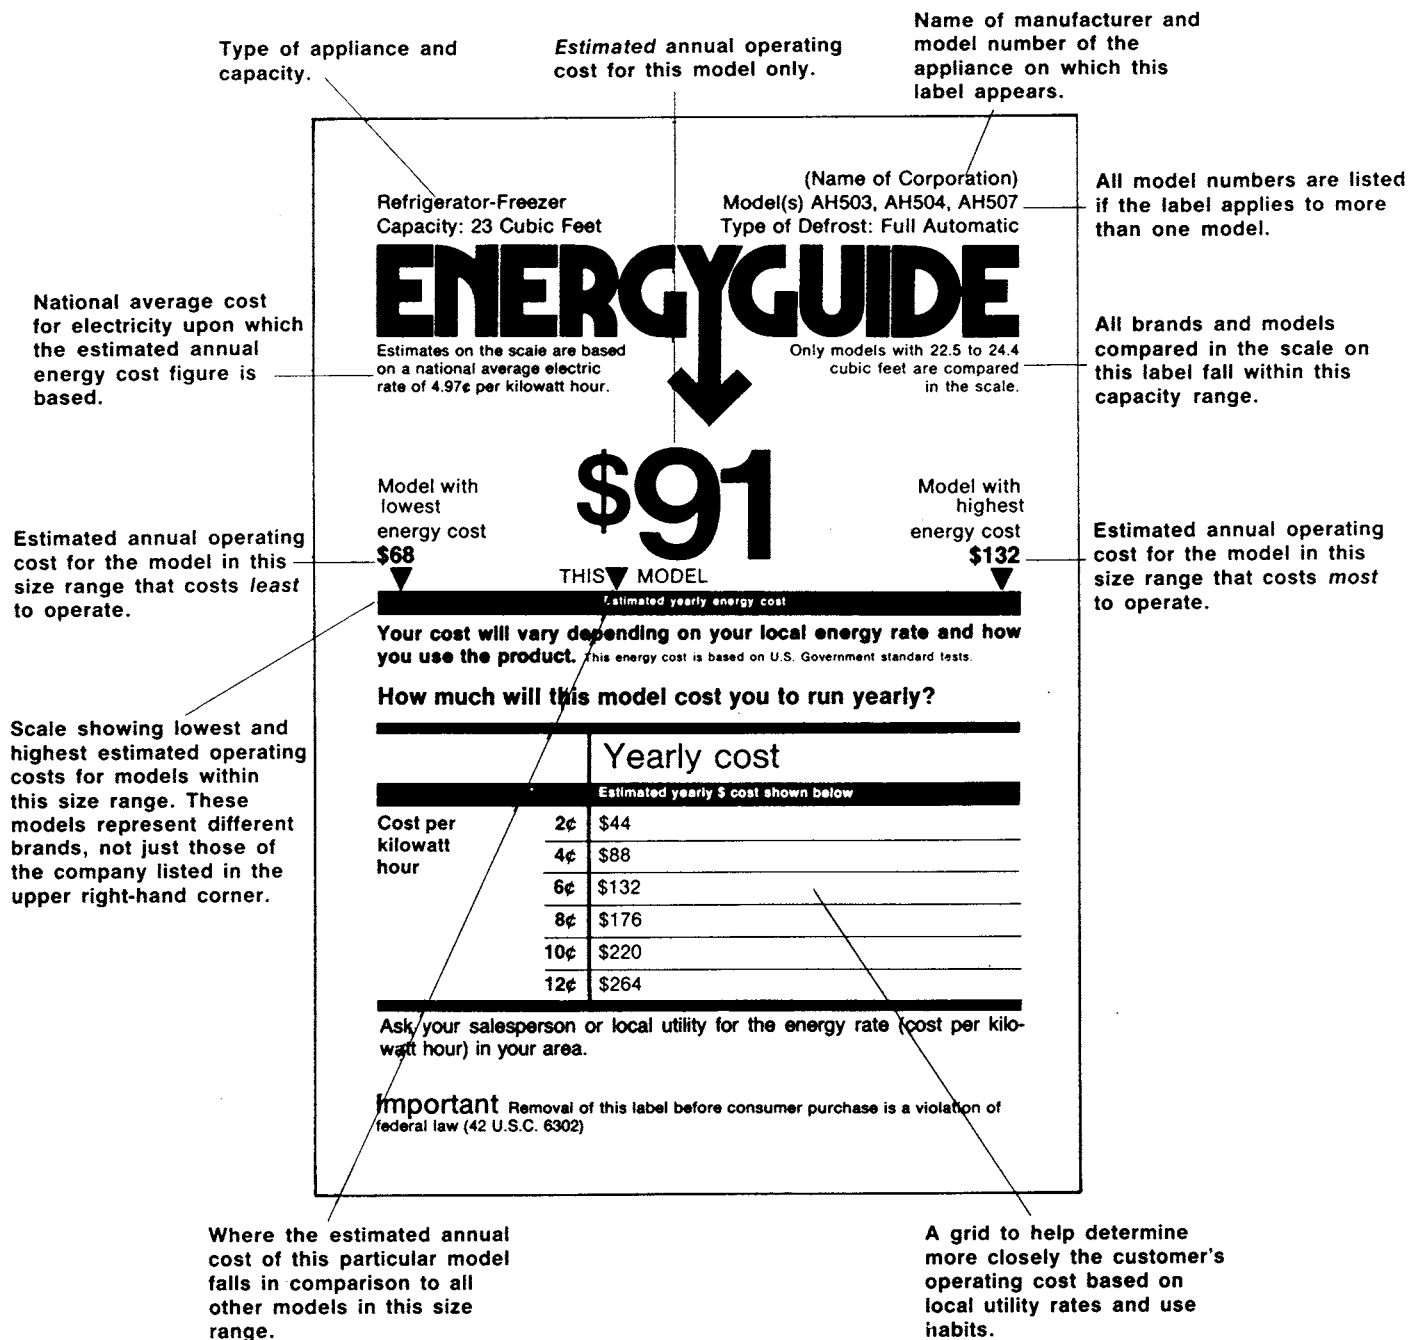 Type of appliance and
capacity.
Estimated annual operating
cost for this model only.
Name of manufacturer and
model number of the
appliance on which this
label appears.
Refrigerator-Freezer
Capacity: 23 Cubic Feet
(Name of Corporation)
Model(s) AH503, AH504, AH507
Type of Defrost: Full Automatic
All model numbers are listed
if the label applies to more
than one model.
ENERGYGUIDE
National average cost
for electricity upon which
the estimated annual
energy cost figure is
based.
Estimates on the scale are based
on a national average electric
rate of 4.97¢ per kilowatt hour.
Only models with 22.5 to 24.4
cubic feet are compared
in the scale.
All brands and models
compared in the scale on
this label fall within this
capacity range.
$91
Model with
lowest
energy cost
$68
THIS MODEL
Model with
highest
energy cost
$132
Estimated annual operating
cost for the model in this
size range that costs least
to operate.
Estimated annual operating
cost for the model in this
size range that costs most
to operate.
Estimated yearly energy cost
Your cost will vary depending on your local energy rate and how
you use the product. This energy cost is based on U.S. Government standard tests.
How much will this model cost you to run yearly?
Scale showing lowest and
highest estimated operating
costs for models within
this size range. These
models represent different
brands, not just those of
the company listed in the
upper right-hand corner.
Yearly cost
Estimated yearly $ cost shown below
Cost per
kilowatt
hour
2¢ $44
4¢ $88
6¢ $132
8¢ $176
10¢ $220
12¢ $264
Ask your salesperson or local utility for the energy rate (cost per kilo-
watt hour) in your area.
Important Removal of this label before consumer purchase is a violation of
federal law (42 U.S.C. 6302)
Where the estimated annual
cost of this particular model
falls in comparison to all
other models in this size
range.
A grid to help determine
more closely the customer's
operating cost based on
local utility rates and use
habits.